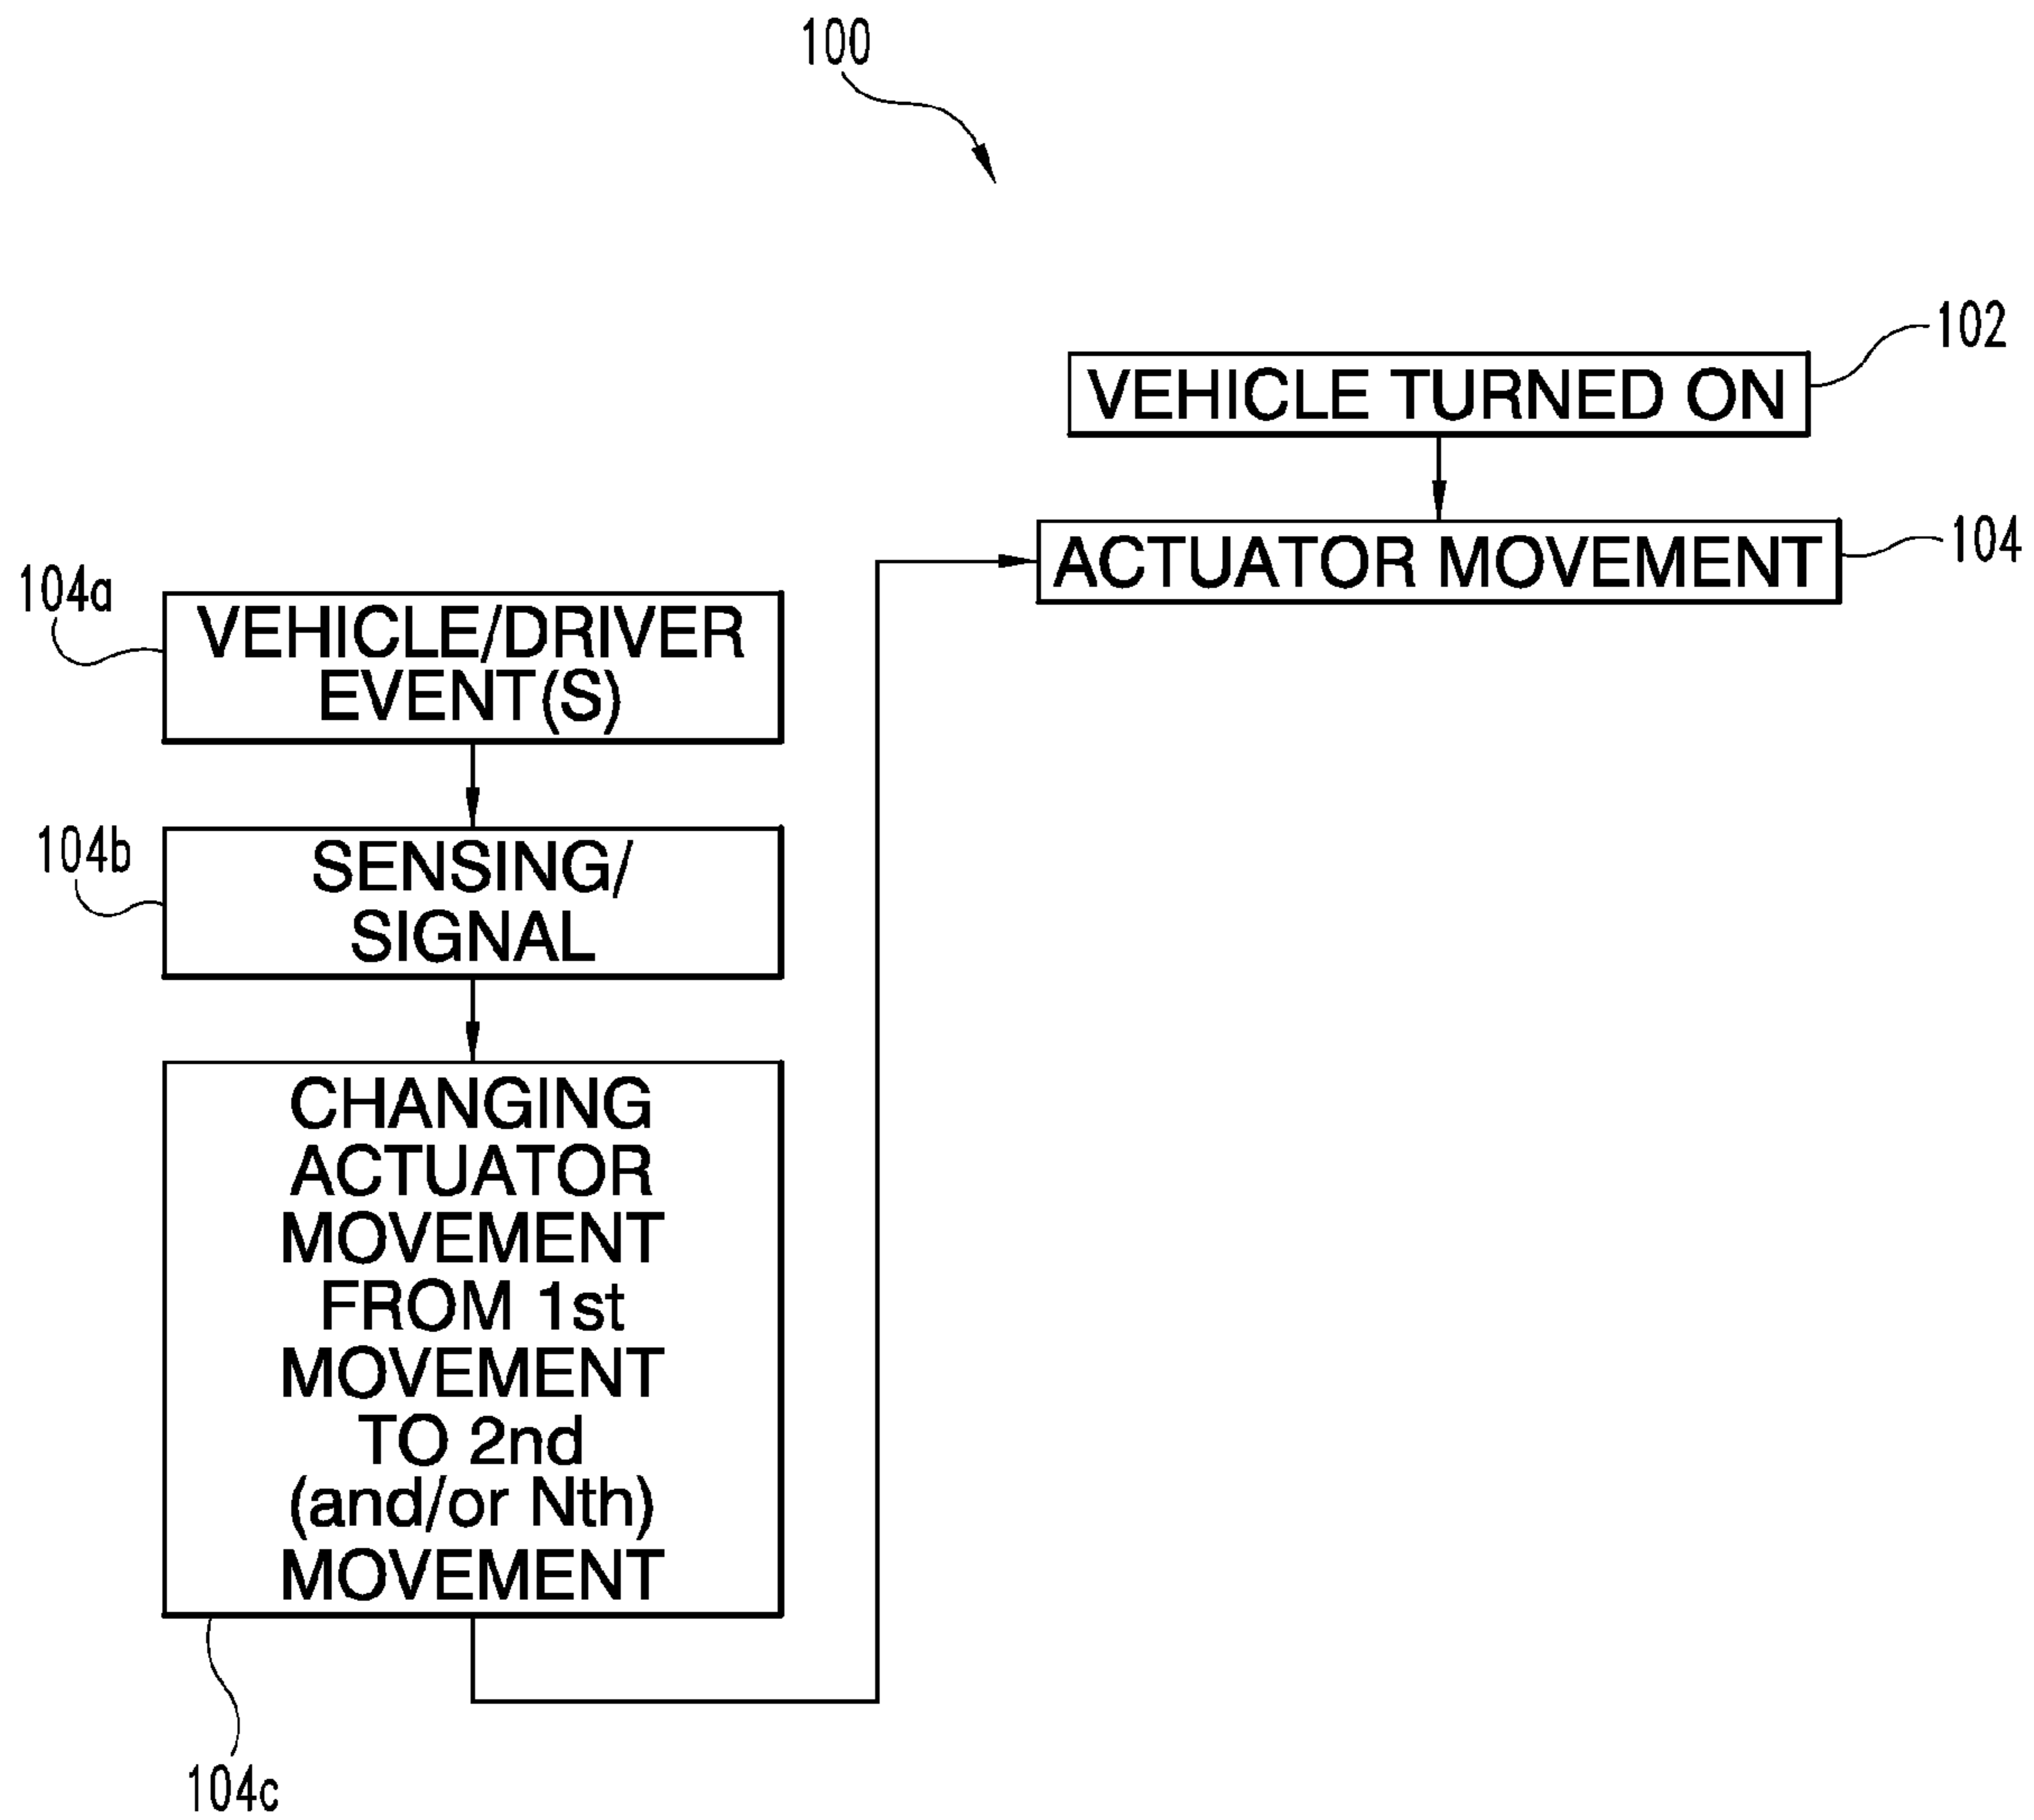 100
102
VEHICLE TURNED ON
104
ACTUATOR MOVEMENT
104a
VEHICLE/DRIVER
EVENT(S)
104b
SENSING/
SIGNAL
CHANGING
ACTUATOR
MOVEMENT
FROM 1st
MOVEMENT
TO 2nd
(and/or Nth)
MOVEMENT
104c